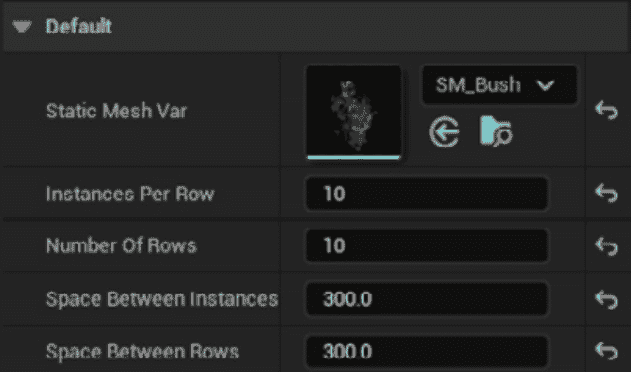 Default
Static Mesh Var
SM_Bush
Instances Per Row
10
Number Of Rows
10
Space Between Instances
300.0
Space Between Rows
300.0